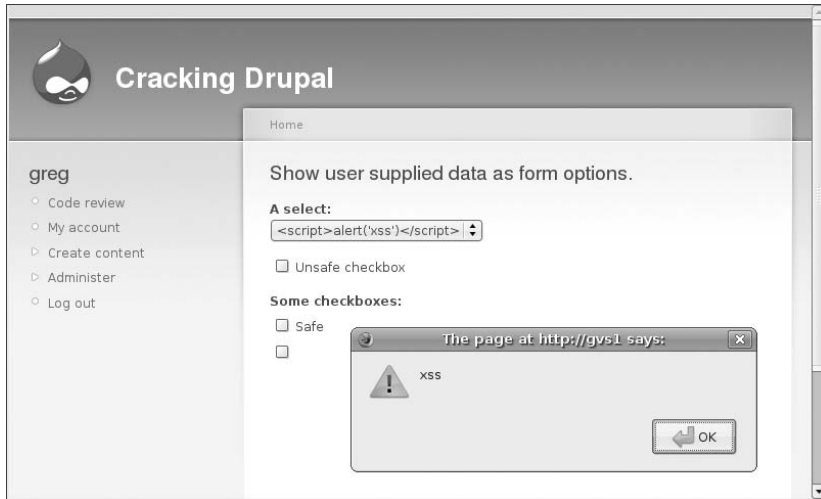 Cracking Drupal
Home
greg
Code review
My account
Create content
Administer
Log out
Show user supplied data as form options.
A select:
<script>alert('xss')</script>
Unsafe checkbox
Some checkboxes:
Safe
The page at http://gvs1 says:
xss
OK